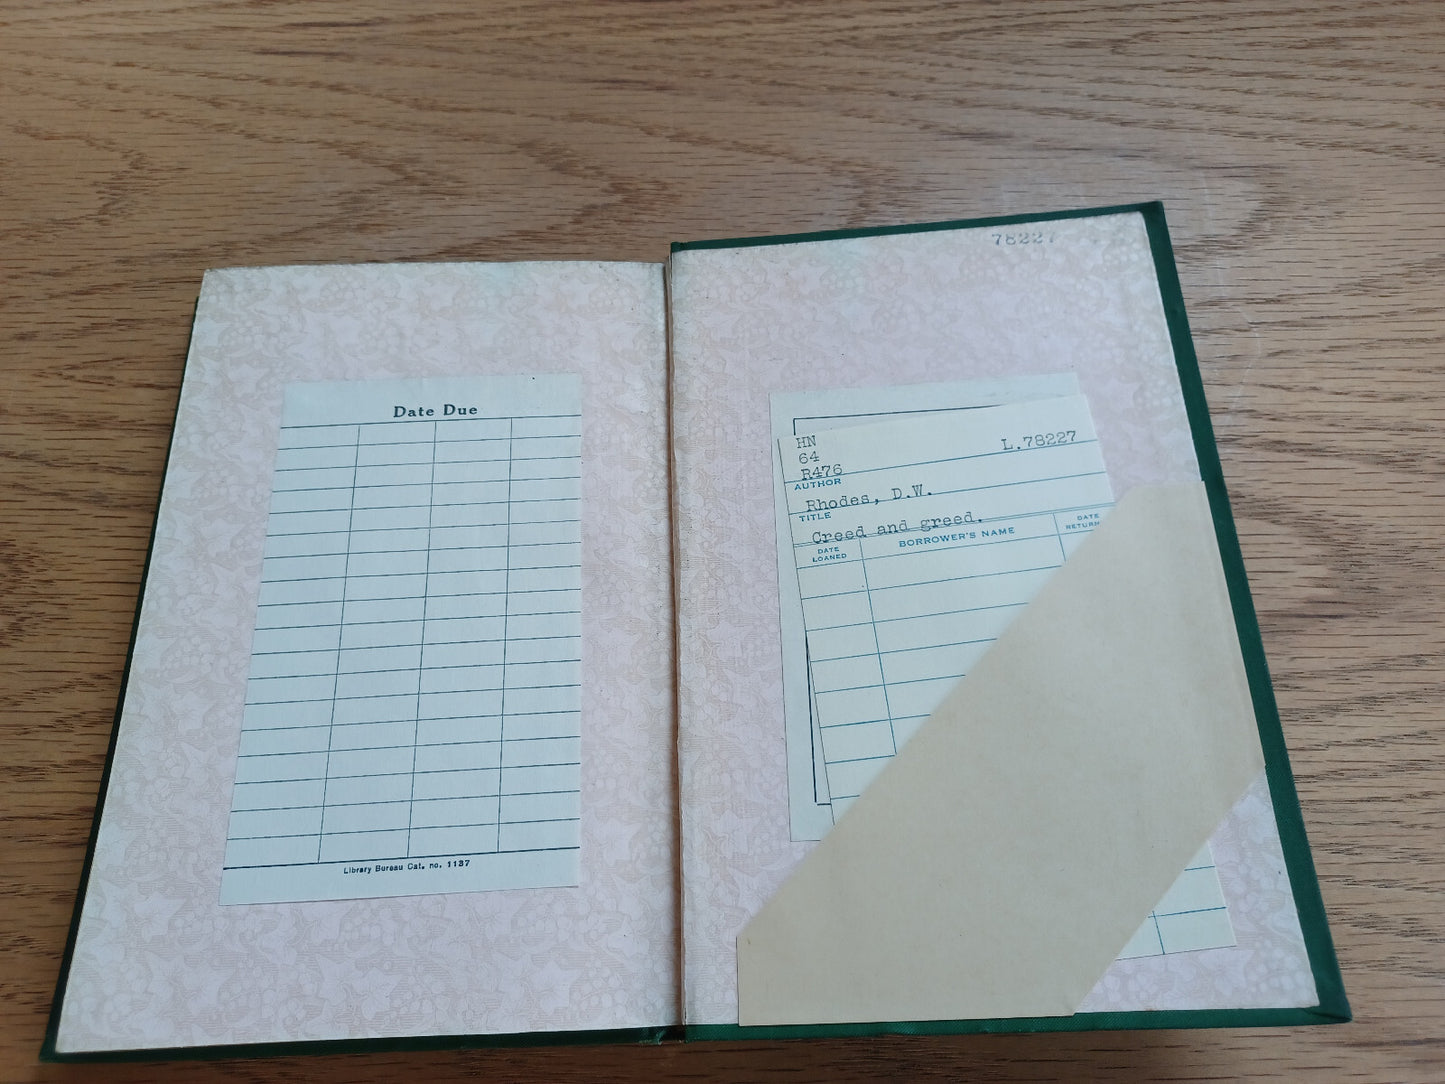 Date Due
Library Bureau Cat. no. 1137
78227
HN
64
R476
L.78227
AUTHOR
Rhodes, D.W.
TITLE
Creed and greed.
DATE LOANED
BORROWER'S NAME
DATE